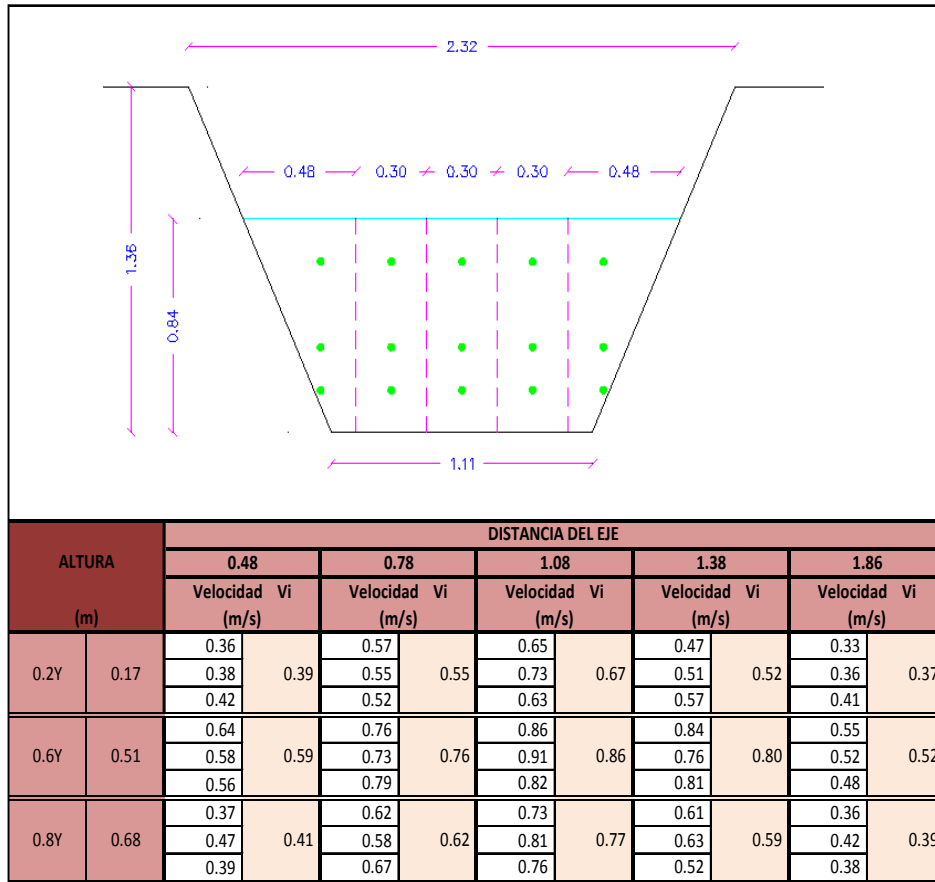 2.32
0.48 0.30 0.30 0.30 0.48
1.36
0.84
1.11
DISTANCIA DEL EJE
ALTURA
(m)
0.48 0.78 1.08 1.38 1.86
Velocidad Vi Velocidad Vi Velocidad Vi Velocidad Vi Velocidad Vi
(m/s) (m/s) (m/s) (m/s) (m/s)
0.36 0.57 0.65 0.47 0.33
0.2Y 0.17 0.38 0.39 0.55 0.55 0.73 0.67 0.51 0.52 0.36 0.37
0.42 0.52 0.63 0.57 0.41
0.64 0.76 0.86 0.84 0.55
0.6Y 0.51 0.58 0.59 0.73 0.76 0.91 0.86 0.76 0.80 0.52 0.52
0.56 0.79 0.82 0.81 0.48
0.37 0.62 0.73 0.61 0.36
0.8Y 0.68 0.47 0.41 0.58 0.62 0.81 0.77 0.63 0.59 0.42 0.39
0.39 0.67 0.76 0.52 0.38